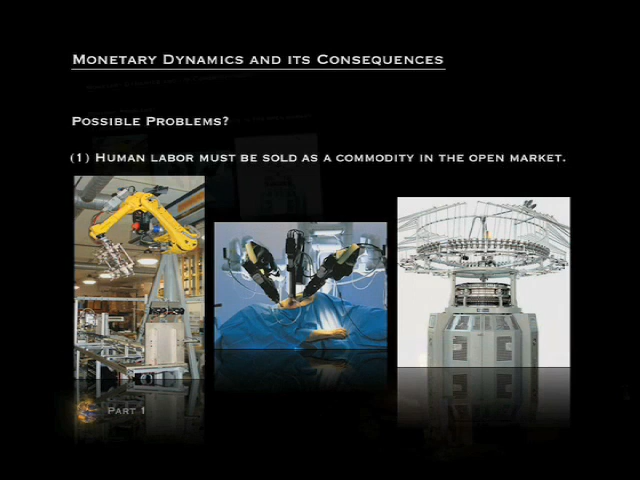 Monetary Dynamics and its Consequences
Possible Problems?
(1) Human labor must be sold as a commodity in the open market.
Part 1